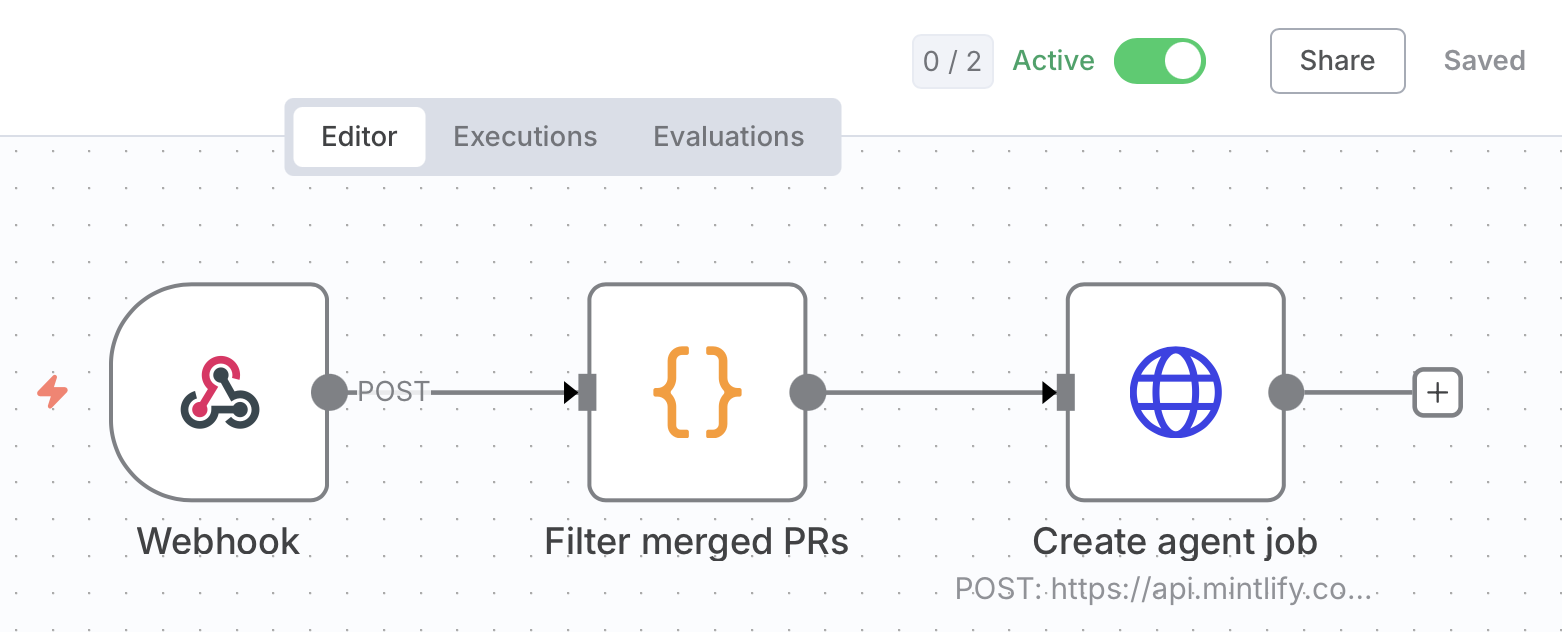 0 / 2 Active Share Saved
Editor Executions Evaluations
POST
Webhook Filter merged PRs Create agent job
POST: https://api.mintlify.co...